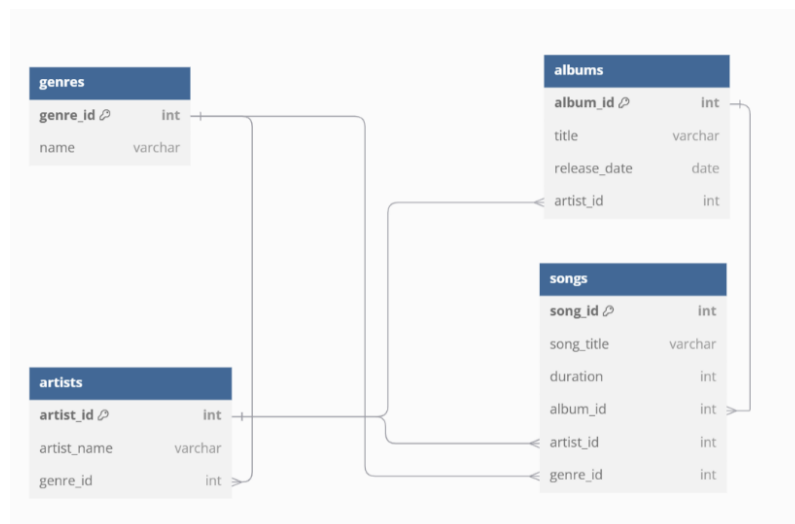 genres
genre_id int
name varchar
albums
album_id int
title varchar
release_date date
artist_id int
songs
song_id int
song_title varchar
duration int
album_id int
artist_id int
genre_id int
artists
artist_id int
artist_name varchar
genre_id int